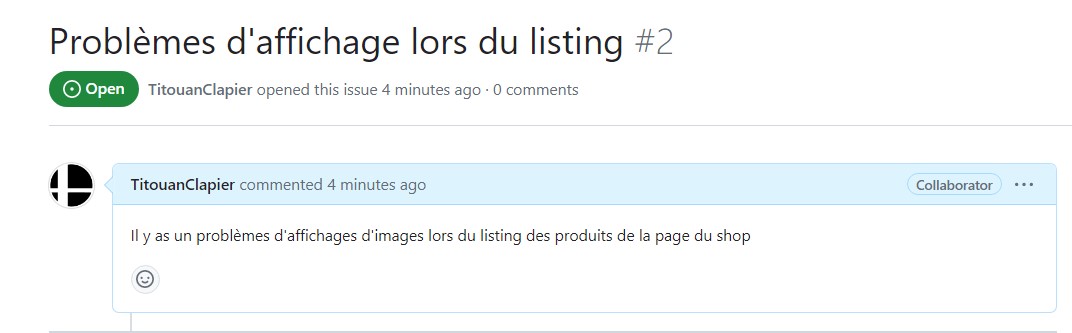 Problèmes d'affichage lors du listing #2
Open TitouanClapier opened this issue 4 minutes ago · 0 comments
TitouanClapier commented 4 minutes ago Collaborator
Il y as un problèmes d'affichages d'images lors du listing des produits de la page du shop